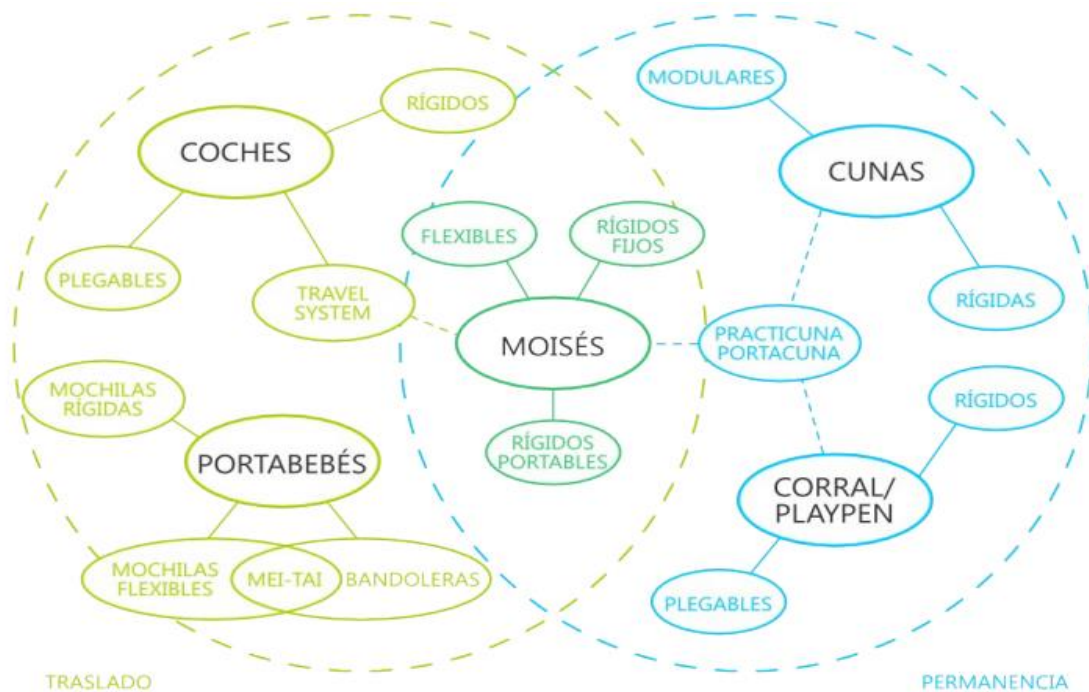 COCHES
RÍGIDOS
PLEGABLES
TRAVEL
SYSTEM
MOCHILAS
RÍGIDAS
PORTABEBÉS
MOCHILAS
FLEXIBLES
MEI-TAI
BANDOLERAS
FLEXIBLES
RÍGIDOS
FIJOS
MOISÉS
RÍGIDOS
PORTABLES
MODULARES
CUNAS
RÍGIDAS
PRACTICUNA
PORTACUNA
RÍGIDOS
CORRAL/
PLAYPEN
PLEGABLES
TRASLADO
PERMANENCIA